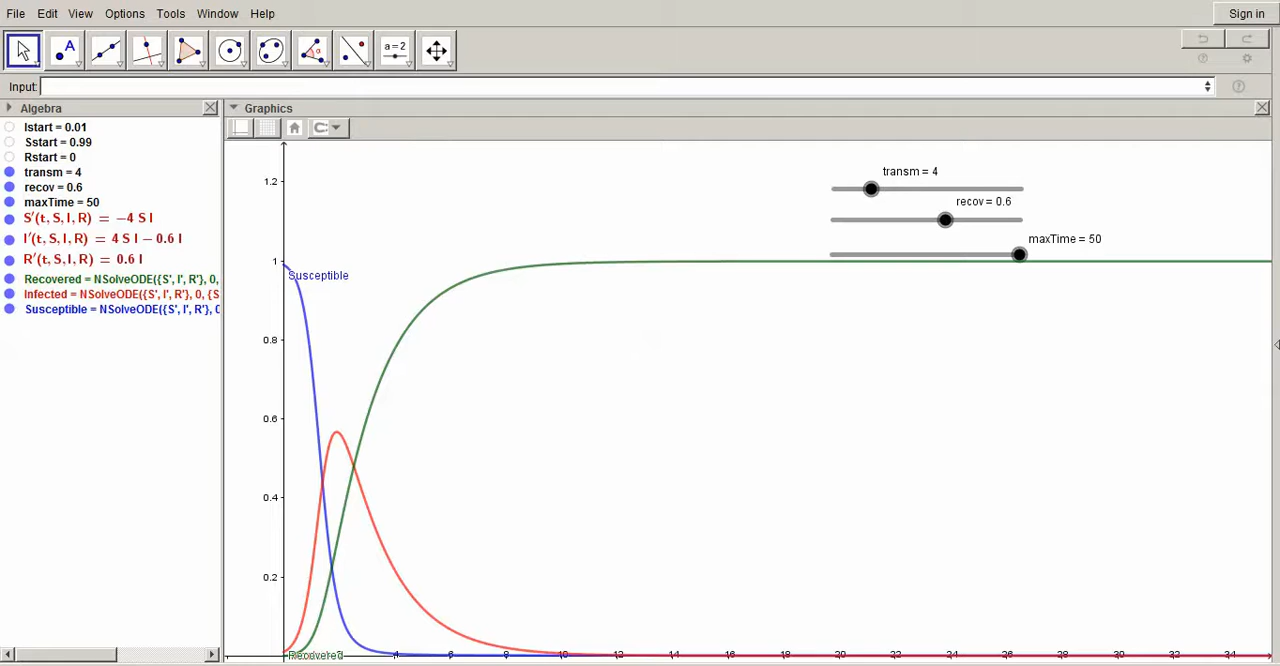 File Edit View Options Tools Window Help Sign in
A α a = 2
Input:
Algebra
Graphics
Istart = 0.01
Sstart = 0.99
Rstart = 0
transm = 4
recov = 0.6
maxTime = 50
S′(t, S, I, R) = −4 S I
I′(t, S, I, R) = 4 S I − 0.6 I
R′(t, S, I, R) = 0.6 I
Recovered = NSolveODE({S', I', R'}, 0,
Infected = NSolveODE({S', I', R'}, 0, {S
Susceptible = NSolveODE({S', I', R'}, 0
transm = 4
recov = 0.6
maxTime = 50
1.2
1
Susceptible
0.8
0.6
0.4
0.2
Recovered 4 6 8 10 12 14 16 18 20 22 24 26 28 30 32 34